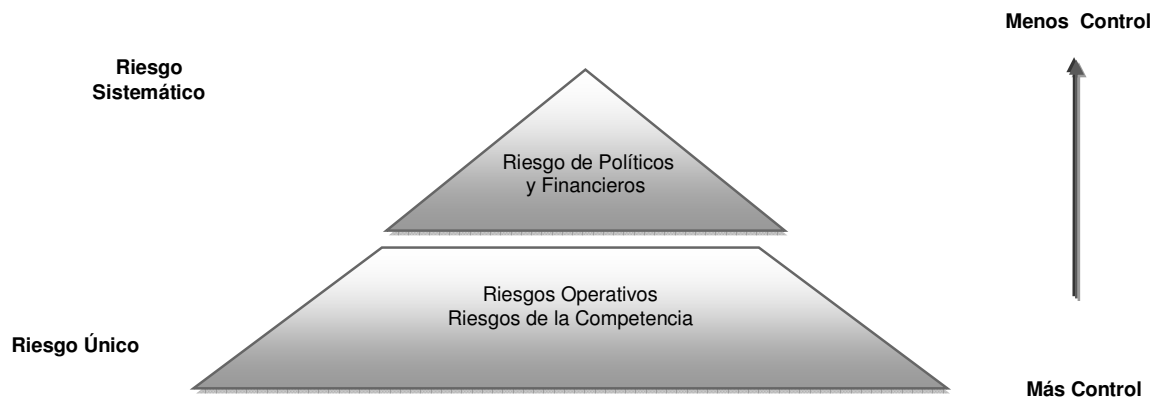 Menos Control
Riesgo
Sistemático
Riesgo de Políticos
y Financieros
Riesgos Operativos
Riesgos de la Competencia
Riesgo Único
Más Control